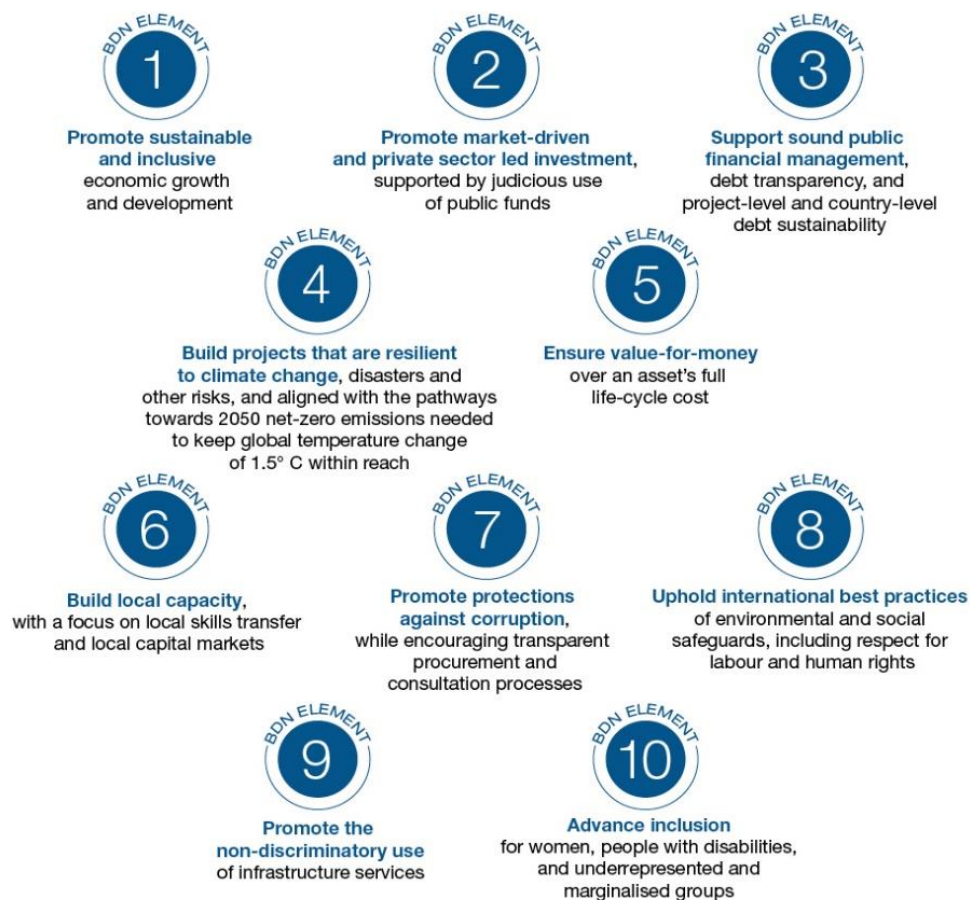 BDN ELEMENT
1
Promote sustainable
and inclusive
economic growth
and development
BDN ELEMENT
2
Promote market-driven
and private sector led investment,
supported by judicious use
of public funds
BDN ELEMENT
3
Support sound public
financial management,
debt transparency, and
project-level and country-level
debt sustainability
BDN ELEMENT
4
Build projects that are resilient
to climate change, disasters and
other risks, and aligned with the pathways
towards 2050 net-zero emissions needed
to keep global temperature change
of 1.5° C within reach
BDN ELEMENT
5
Ensure value-for-money
over an asset's full
life-cycle cost
BDN ELEMENT
6
Build local capacity,
with a focus on local skills transfer
and local capital markets
BDN ELEMENT
7
Promote protections
against corruption,
while encouraging transparent
procurement and
consultation processes
BDN ELEMENT
8
Uphold international best practices
of environmental and social
safeguards, including respect for
labour and human rights
BDN ELEMENT
9
Promote the
non-discriminatory use
of infrastructure services
BDN ELEMENT
10
Advance inclusion
for women, people with disabilities,
and underrepresented and
marginalised groups